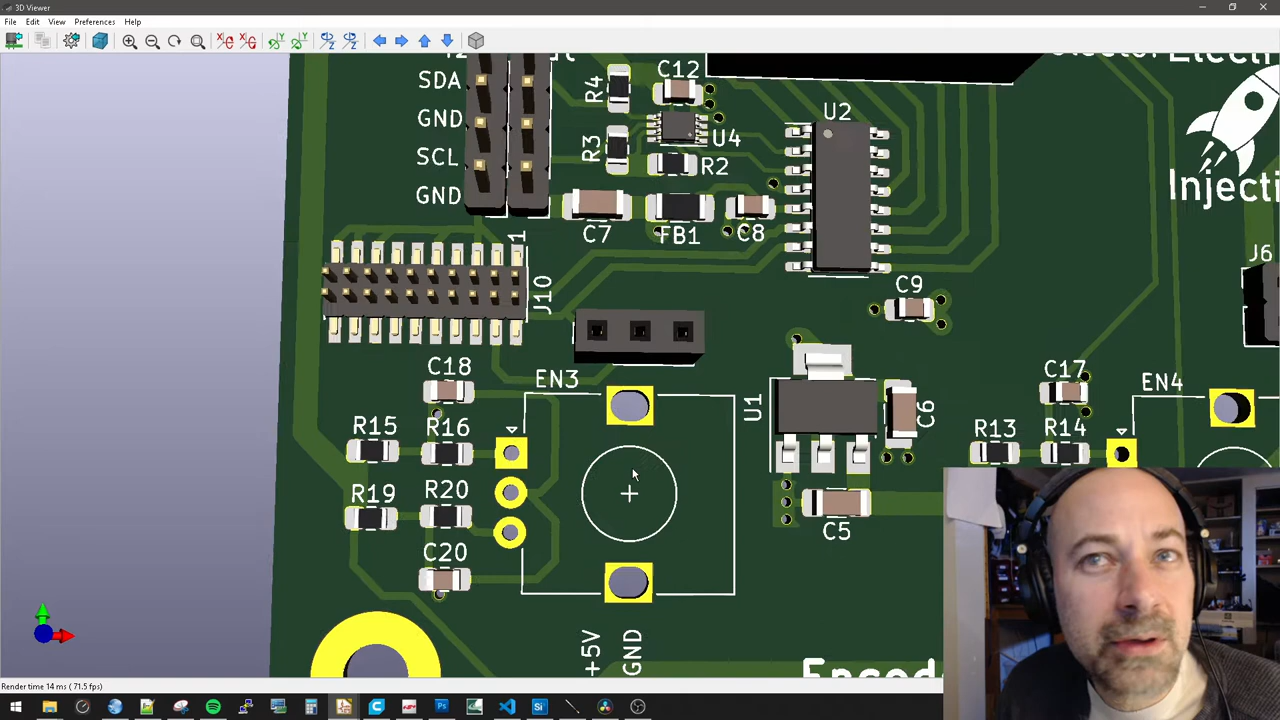 3D Viewer
File Edit View Preferences Help
SDA
GND
SCL
GND
R4
C12
U4
R3
R2
U2
C7
FB1
C8
1
J10
C9
Injecti
J6
C18
EN3
U1
C6
C17
EN4
R15
R16
R13
R14
R19
R20
C5
C20
+5V
GND
Encod
Render time 14 ms ( 71.5 fps)